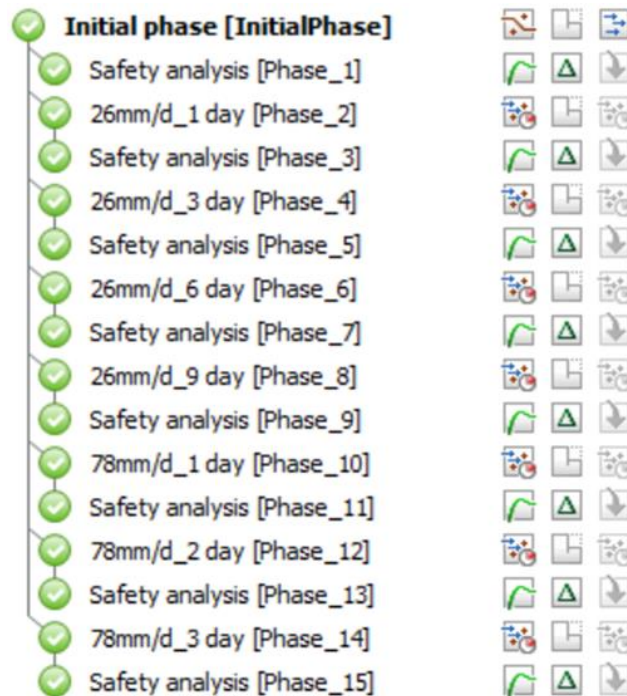 Initial phase [InitialPhase]
Safety analysis [Phase_1]
26mm/d_1 day [Phase_2]
Safety analysis [Phase_3]
26mm/d_3 day [Phase_4]
Safety analysis [Phase_5]
26mm/d_6 day [Phase_6]
Safety analysis [Phase_7]
26mm/d_9 day [Phase_8]
Safety analysis [Phase_9]
78mm/d_1 day [Phase_10]
Safety analysis [Phase_11]
78mm/d_2 day [Phase_12]
Safety analysis [Phase_13]
78mm/d_3 day [Phase_14]
Safety analysis [Phase_15]